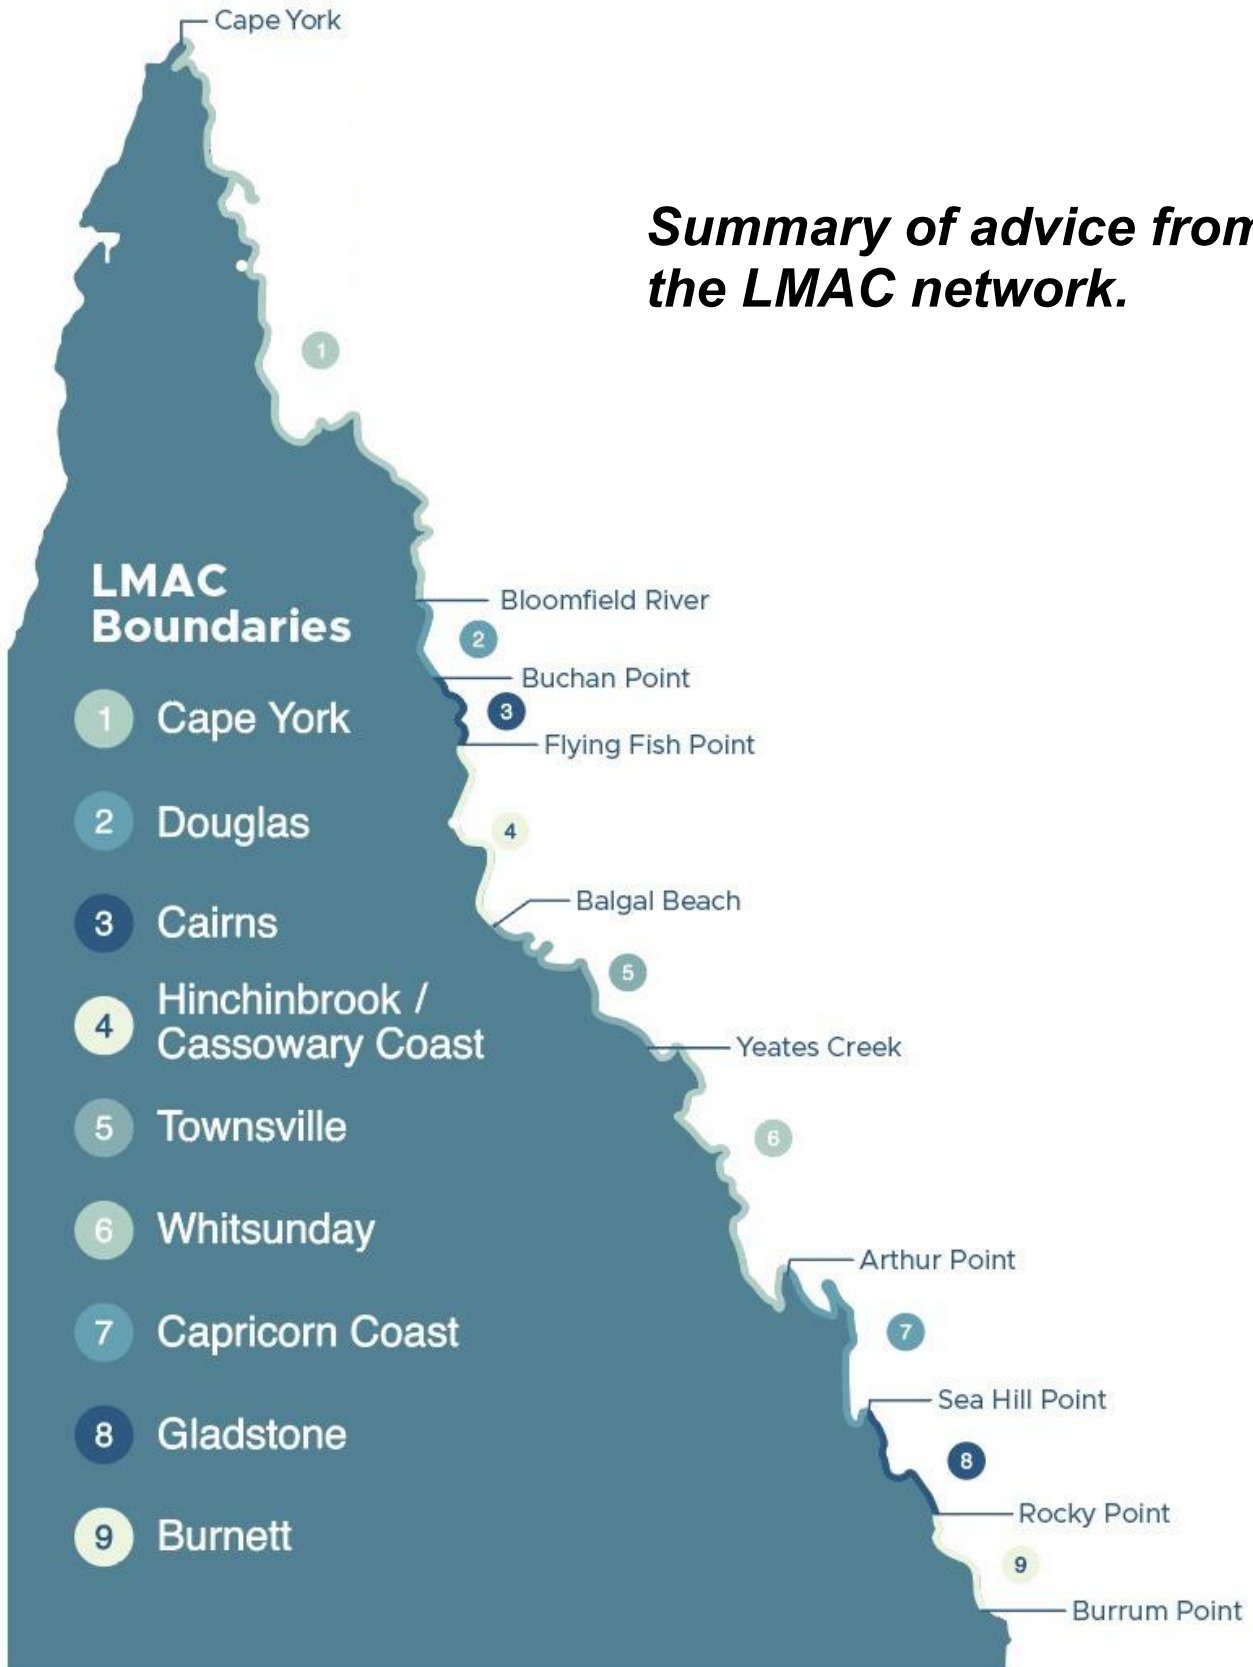 Cape York
Summary of advice from
the LMAC network.
1
LMAC
Boundaries
Bloomfield River
2
Buchan Point
3
Flying Fish Point
4
Balgal Beach
5
Yeates Creek
6
Arthur Point
7
Sea Hill Point
8
Rocky Point
9
Burrum Point
1 Cape York
2 Douglas
3 Cairns
4 Hinchinbrook /
Cassowary Coast
5 Townsville
6 Whitsunday
7 Capricorn Coast
8 Gladstone
9 Burnett